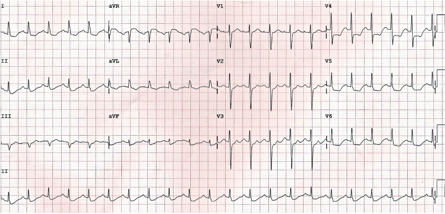 I aVR V1 V4
II aVL V2 V5
III aVF V3 V6
II